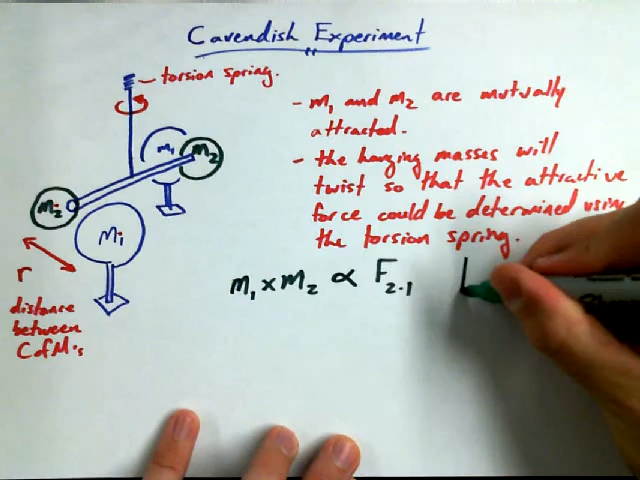 Cavendish Experiment
torsion spring.
- m₁ and m₂ are mutually
attracted.
- the hanging masses will
twist so that the attractive
force could be determined using
the torsion spring.
m₁
m₂
m₂
m₁
r
distance
between
C of M's
m₁ × m₂ ∝ F₂₋₁